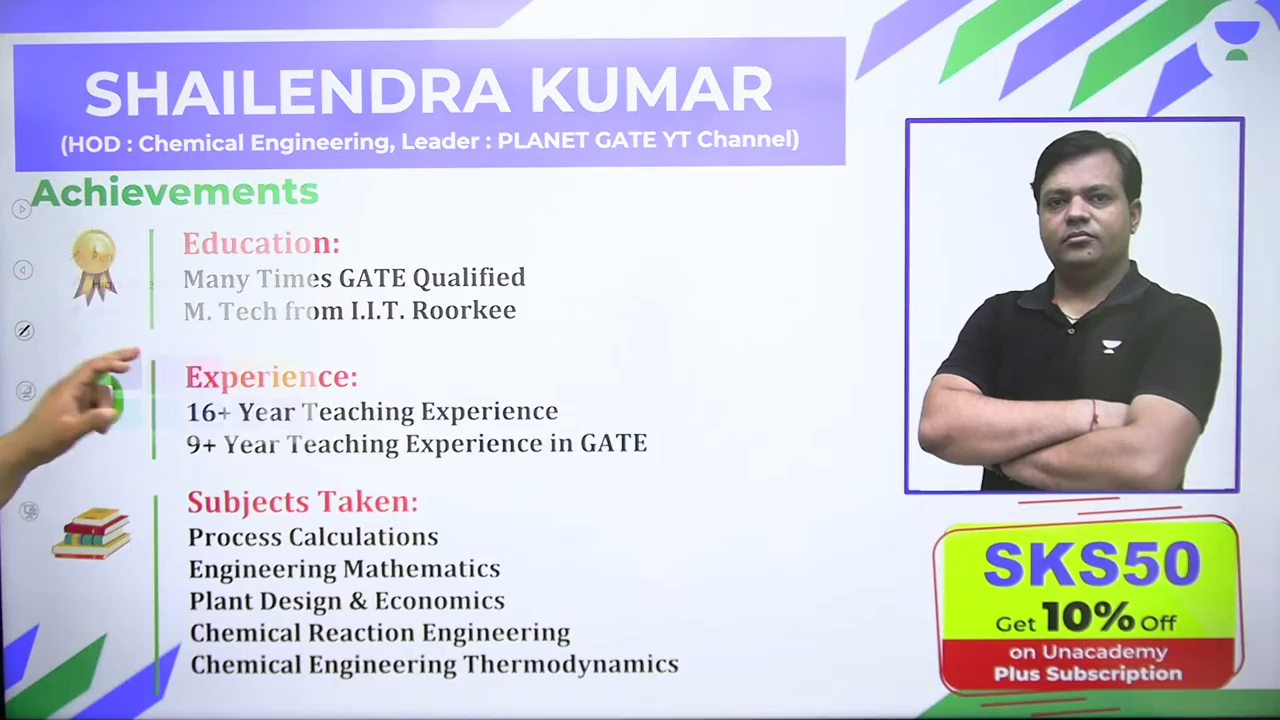 SHAILENDRA KUMAR
(HOD : Chemical Engineering, Leader : PLANET GATE YT Channel)
Achievements
Education:
Many Times GATE Qualified
M. Tech from I.I.T. Roorkee
Experience:
16+ Year Teaching Experience
9+ Year Teaching Experience in GATE
Subjects Taken:
Process Calculations
Engineering Mathematics
Plant Design & Economics
Chemical Reaction Engineering
Chemical Engineering Thermodynamics
SKS50
Get 10% Off
on Unacademy
Plus Subscription